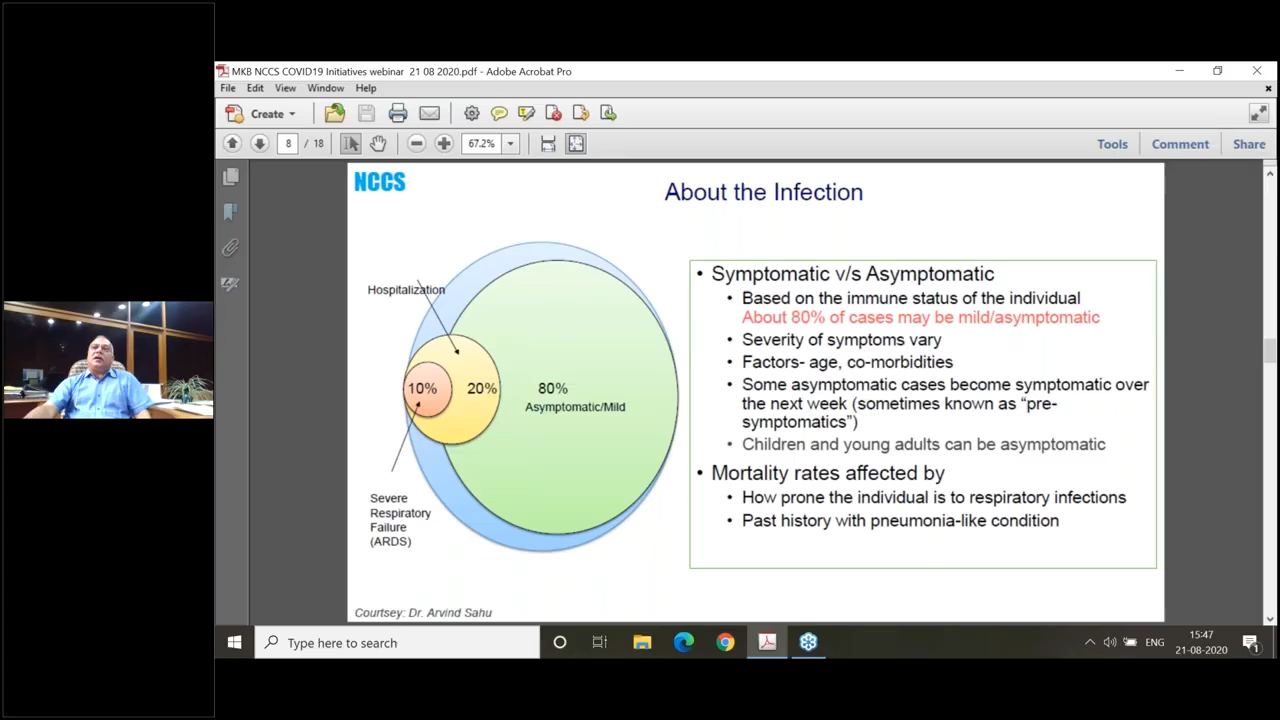 MKB NCCS COVID19 Initiatives webinar 21 08 2020.pdf - Adobe Acrobat Pro
File Edit View Window Help
Create
8 / 18
67.2%
Tools Comment Share
NCCS
About the Infection
Hospitalization
10%
20%
80%
Asymptomatic/Mild
Severe
Respiratory
Failure
(ARDS)
• Symptomatic v/s Asymptomatic
• Based on the immune status of the individual
About 80% of cases may be mild/asymptomatic
• Severity of symptoms vary
• Factors- age, co-morbidities
• Some asymptomatic cases become symptomatic over
the next week (sometimes known as “pre-
symptomatics”)
• Children and young adults can be asymptomatic
• Mortality rates affected by
• How prone the individual is to respiratory infections
• Past history with pneumonia-like condition
Courtsey: Dr. Arvind Sahu
Type here to search
ENG
15:47
21-08-2020
1